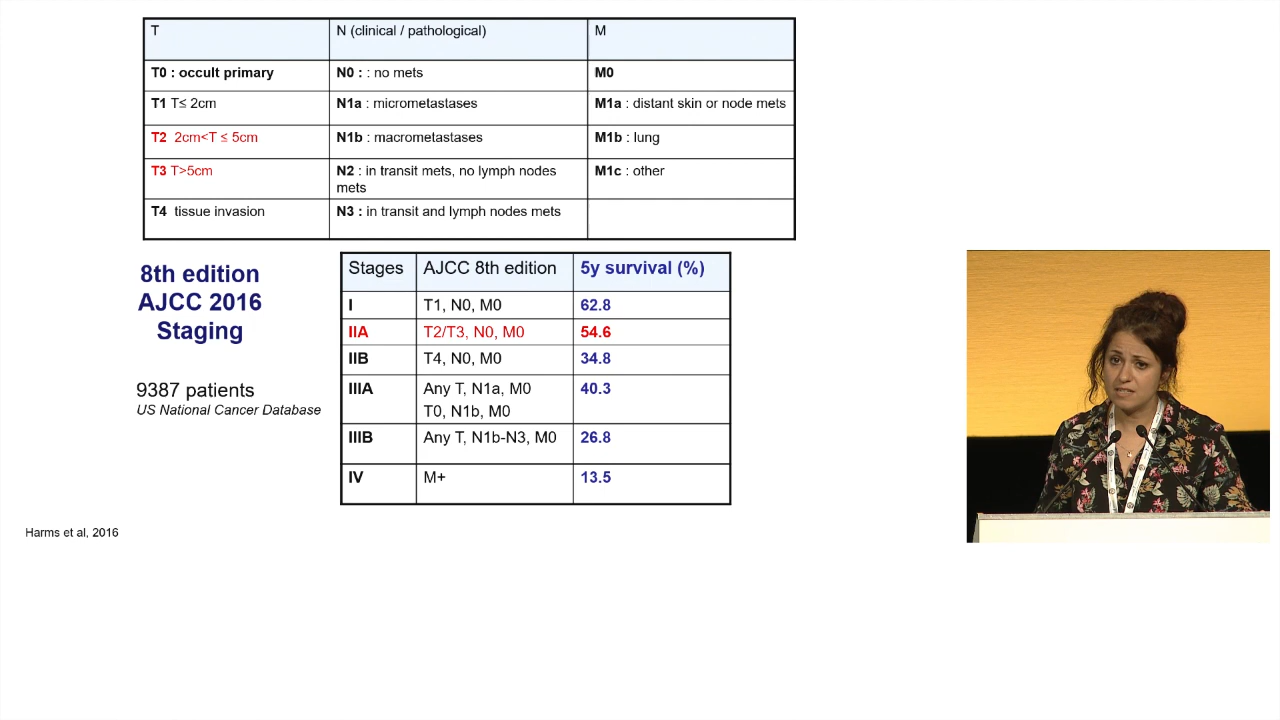 T
N (clinical / pathological)
M
T0 : occult primary
N0 : : no mets
M0
T1 T≤ 2cm
N1a : micrometastases
M1a : distant skin or node mets
T2 2cm<T ≤ 5cm
N1b : macrometastases
M1b : lung
T3 T>5cm
N2 : in transit mets, no lymph nodes
mets
M1c : other
T4 tissue invasion
N3 : in transit and lymph nodes mets
8th edition
AJCC 2016
Staging
9387 patients
US National Cancer Database
Stages
AJCC 8th edition
5y survival (%)
I
T1, N0, M0
62.8
IIA
T2/T3, N0, M0
54.6
IIB
T4, N0, M0
34.8
IIIA
Any T, N1a, M0
T0, N1b, M0
40.3
IIIB
Any T, N1b-N3, M0
26.8
IV
M+
13.5
Harms et al, 2016